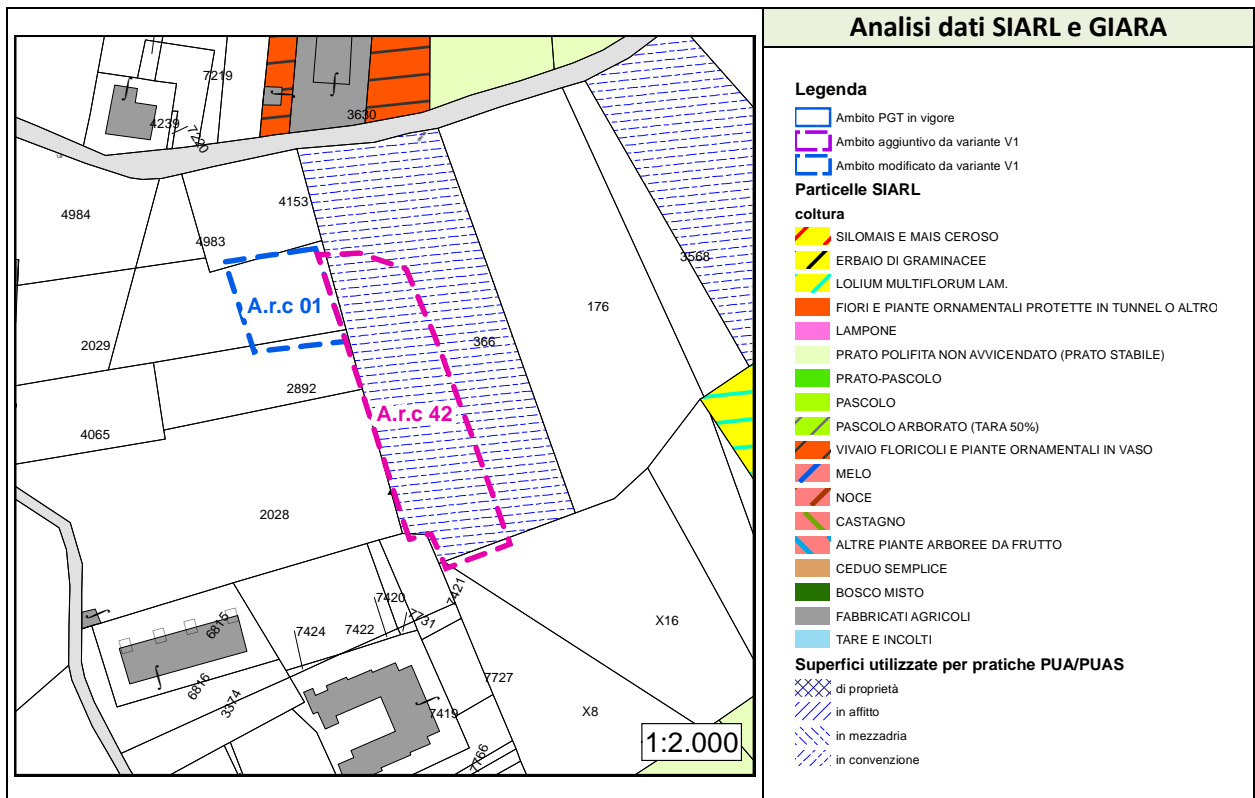 Analisi dati SIARL e GIARA
7219
4239
7220
3630
4984
4153
4983
3568
176
A.r.c 01
2029
366
2892
A.r.c 42
4065
2028
7421
7420
7731
X16
7424
7422
6815
7727
6816
3374
X8
7419
7766
1:2.000
Legenda
Ambito PGT in vigore
Ambito aggiuntivo da variante V1
Ambito modificato da variante V1
Particelle SIARL
coltura
SILOMAIS E MAIS CEROSO
ERBAIO DI GRAMINACEE
LOLIUM MULTIFLORUM LAM.
FIORI E PIANTE ORNAMENTALI PROTETTE IN TUNNEL O ALTRO
LAMPONE
PRATO POLIFITA NON AVVICENDATO (PRATO STABILE)
PRATO-PASCOLO
PASCOLO
PASCOLO ARBORATO (TARA 50%)
VIVAIO FLORICOLI E PIANTE ORNAMENTALI IN VASO
MELO
NOCE
CASTAGNO
ALTRE PIANTE ARBOREE DA FRUTTO
CEDUO SEMPLICE
BOSCO MISTO
FABBRICATI AGRICOLI
TARE E INCOLTI
Superfici utilizzate per pratiche PUA/PUAS
di proprietà
in affitto
in mezzadria
in convenzione